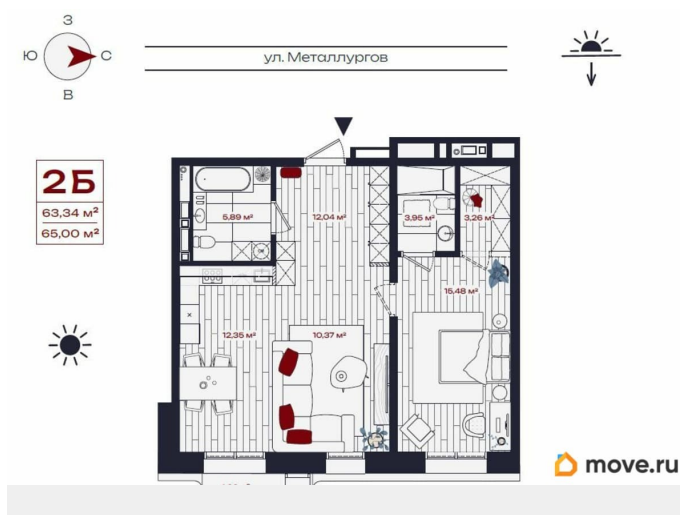 З
Ю
С
В
ул. Металлургов
2Б
63,34 м²
65,00 м²
5.89 м²
12.04 м²
3.95 м²
3.26 м²
15.48 м²
12.35 м²
10.37 м²
move.ru